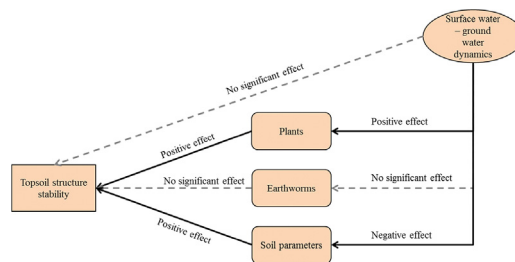 Surface water
– ground
water
dynamics
No significant effect
Plants
Positive effect
Positive effect
Topsoil structure
stability
No significant effect
Earthworms
No significant effect
Positive effect
Soil parameters
Negative effect